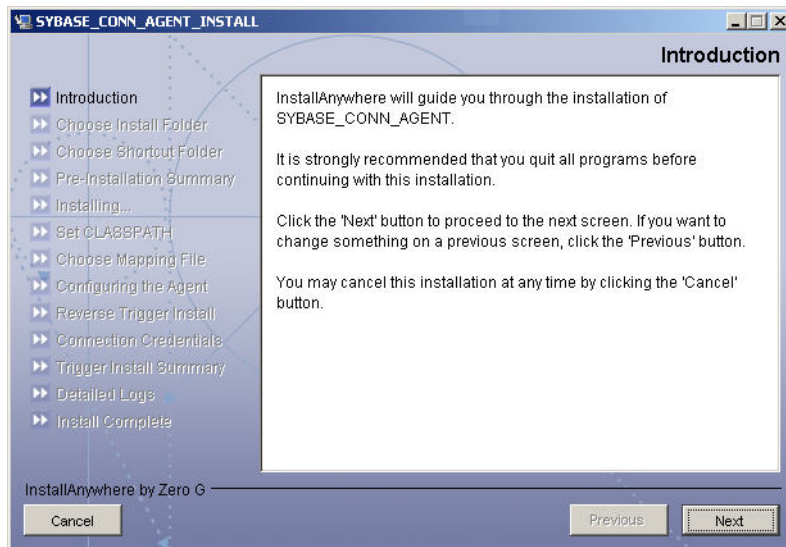 SYBASE_CONN_AGENT_INSTALL
Introduction
Introduction
Choose Install Folder
Choose Shortcut Folder
Pre-Installation Summary
Installing...
Set CLASSPATH
Choose Mapping File
Configuring the Agent
Reverse Trigger Install
Connection Credentials
Trigger Install Summary
Detailed Logs
Install Complete
InstallAnywhere will guide you through the installation of
SYBASE_CONN_AGENT.
It is strongly recommended that you quit all programs before
continuing with this installation.
Click the 'Next' button to proceed to the next screen. If you want to
change something on a previous screen, click the 'Previous' button.
You may cancel this installation at any time by clicking the 'Cancel'
button.
InstallAnywhere by Zero G
Cancel
Previous
Next